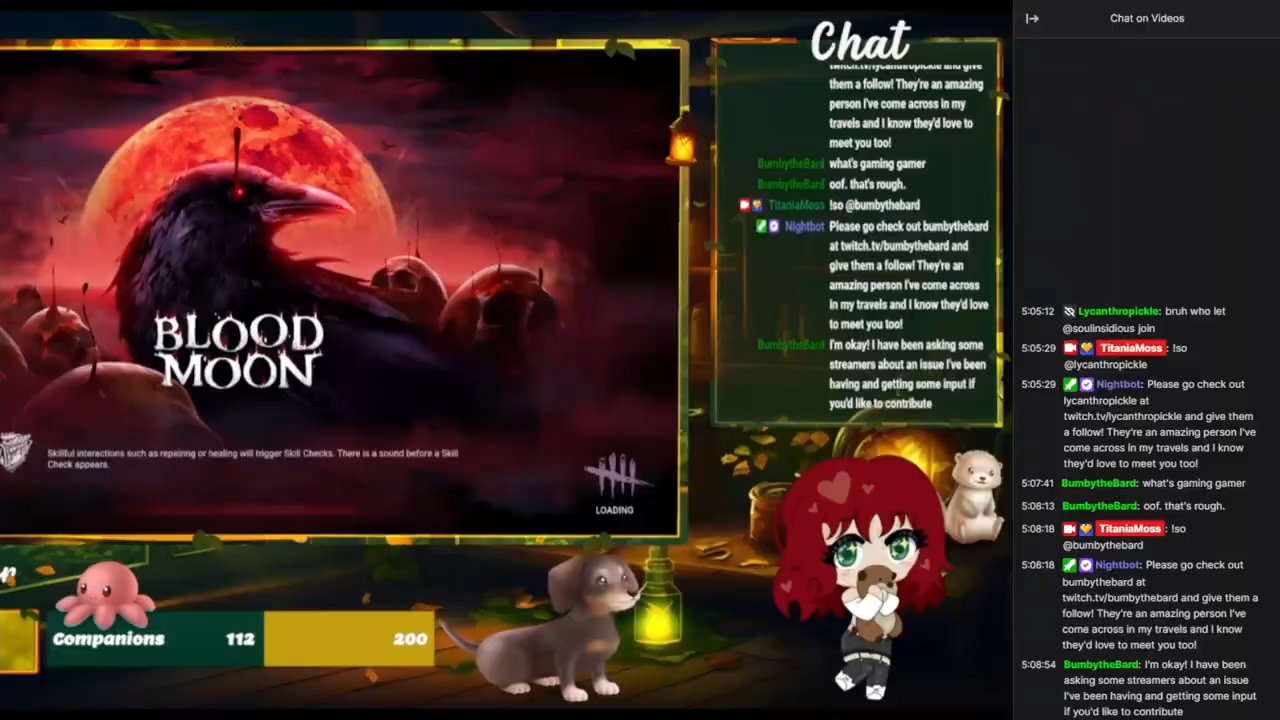 Chat
twitch.tv/lycanthropickle and give
them a follow! They're an amazing
person I've come across in my
travels and I know they'd love to
meet you too!
BumbytheBard what's gaming gamer
BumbytheBard oof. that's rough.
TitaniaMoss !so @bumbythebard
Nightbot Please go check out bumbythebard
at twitch.tv/bumbythebard and
give them a follow! They're an
amazing person I've come across
in my travels and I know they'd love
to meet you too!
BumbytheBard I'm okay! I have been asking some
streamers about an issue I've been
having and getting some input if
you'd like to contribute
BLOOD
MOON
Skillful interactions such as repairing or healing will trigger Skill Checks. There is a sound before a Skill
Check appears.
LOADING
Companions 112 200
Chat on Videos
5:05:12 Lycanthropickle: bruh who let
@soulinsidious join
5:05:29 TitaniaMoss : !so
@lycanthropickle
5:05:29 Nightbot: Please go check out
lycanthropickle at
twitch.tv/lycanthropickle and give them
a follow! They're an amazing person I've
come across in my travels and I know
they'd love to meet you too!
5:07:41 BumbytheBard: what's gaming gamer
5:08:13 BumbytheBard: oof. that's rough.
5:08:18 TitaniaMoss : !so
@bumbythebard
5:08:18 Nightbot: Please go check out
bumbythebard at
twitch.tv/bumbythebard and give them a
follow! They're an amazing person I've
come across in my travels and I know
they'd love to meet you too!
5:08:54 BumbytheBard: I'm okay! I have been
asking some streamers about an issue
I've been having and getting some input
if you'd like to contribute